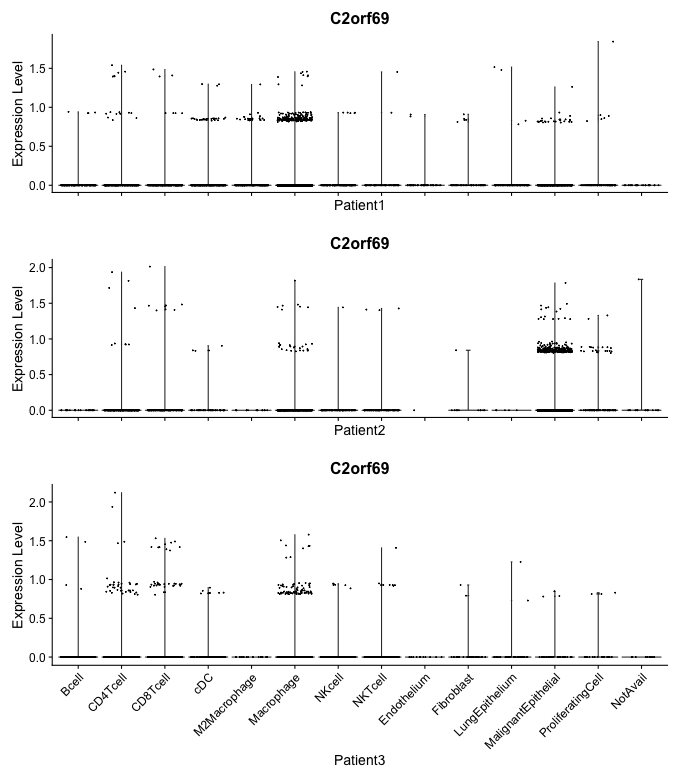 C2orf69
Expression Level
1.5
1.0
0.5
0.0
Patient1
C2orf69
Expression Level
2.0
1.5
1.0
0.5
0.0
Patient2
C2orf69
Expression Level
2.0
1.5
1.0
0.5
0.0
Bcell
CD4Tcell
CD8Tcell
cDC
M2Macrophage
Macrophage
NKcell
NKTcell
Endothelium
Fibroblast
LungEpithelium
MalignantEpithelial
ProliferatingCell
NotAvail
Patient3